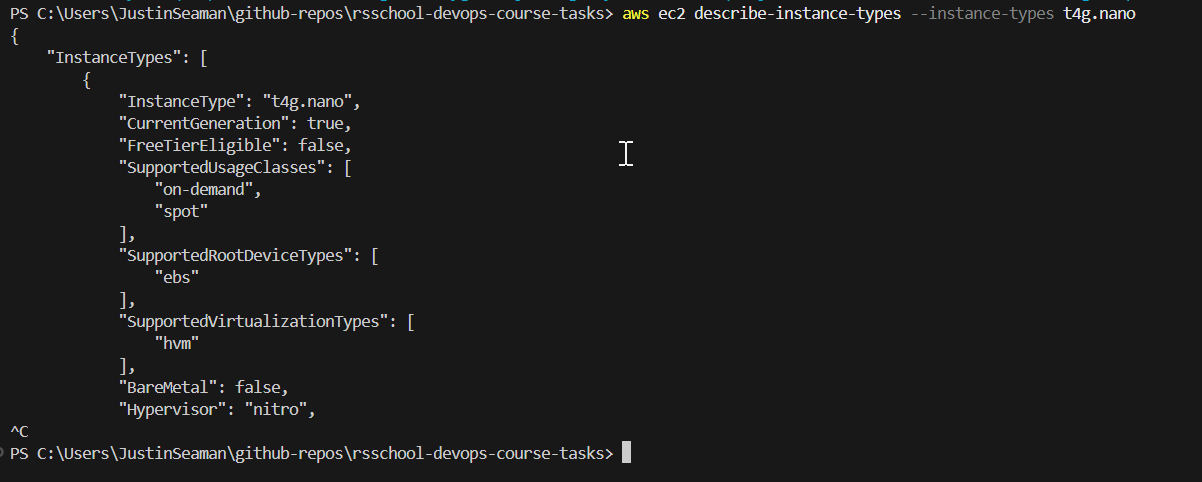 PS C:\Users\JustinSeaman\github-repos\rsschool-devops-course-tasks> aws ec2 describe-instance-types --instance-types t4g.nano
{
    "InstanceTypes": [
        {
            "InstanceType": "t4g.nano",
            "CurrentGeneration": true,
            "FreeTierEligible": false,
            "SupportedUsageClasses": [
                "on-demand",
                "spot"
            ],
            "SupportedRootDeviceTypes": [
                "ebs"
            ],
            "SupportedVirtualizationTypes": [
                "hvm"
            ],
            "BareMetal": false,
            "Hypervisor": "nitro",
^C
PS C:\Users\JustinSeaman\github-repos\rsschool-devops-course-tasks>